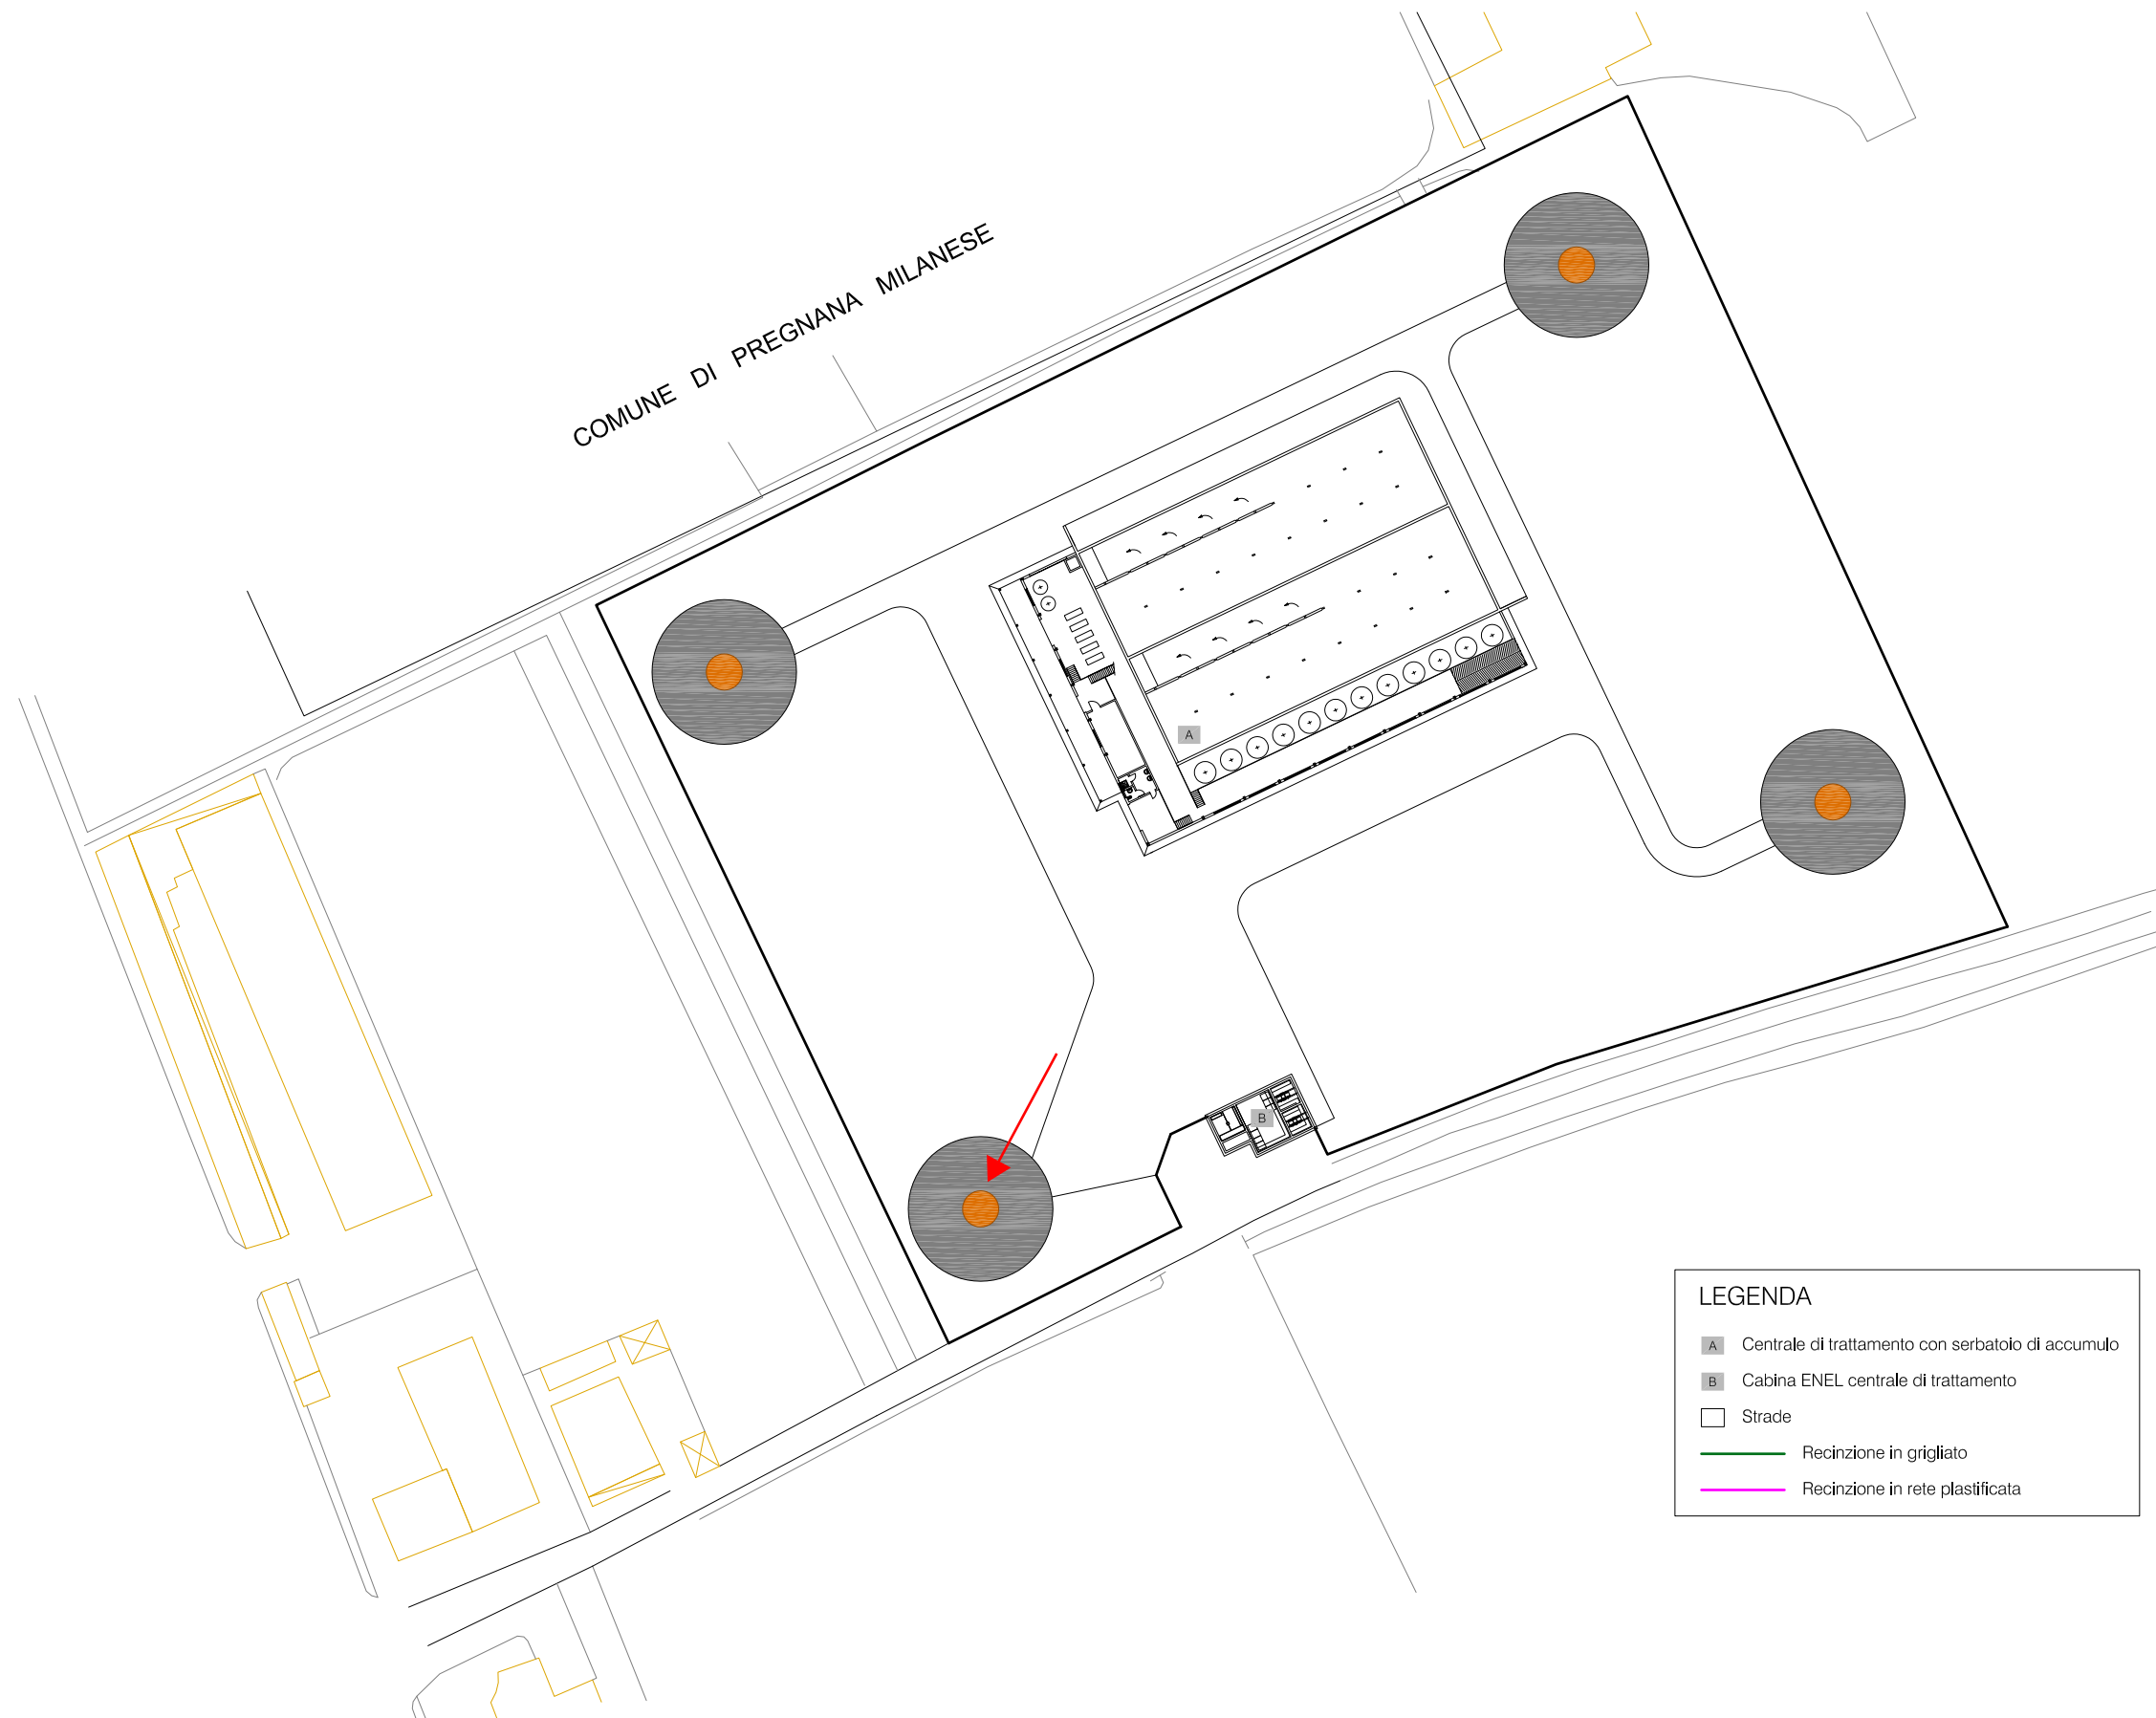 COMUNE DI PREGNANA MILANESE
A
B
LEGENDA
A Centrale di trattamento con serbatoio di accumulo
B Cabina ENEL centrale di trattamento
Strade
Recinzione in grigliato
Recinzione in rete plastificata